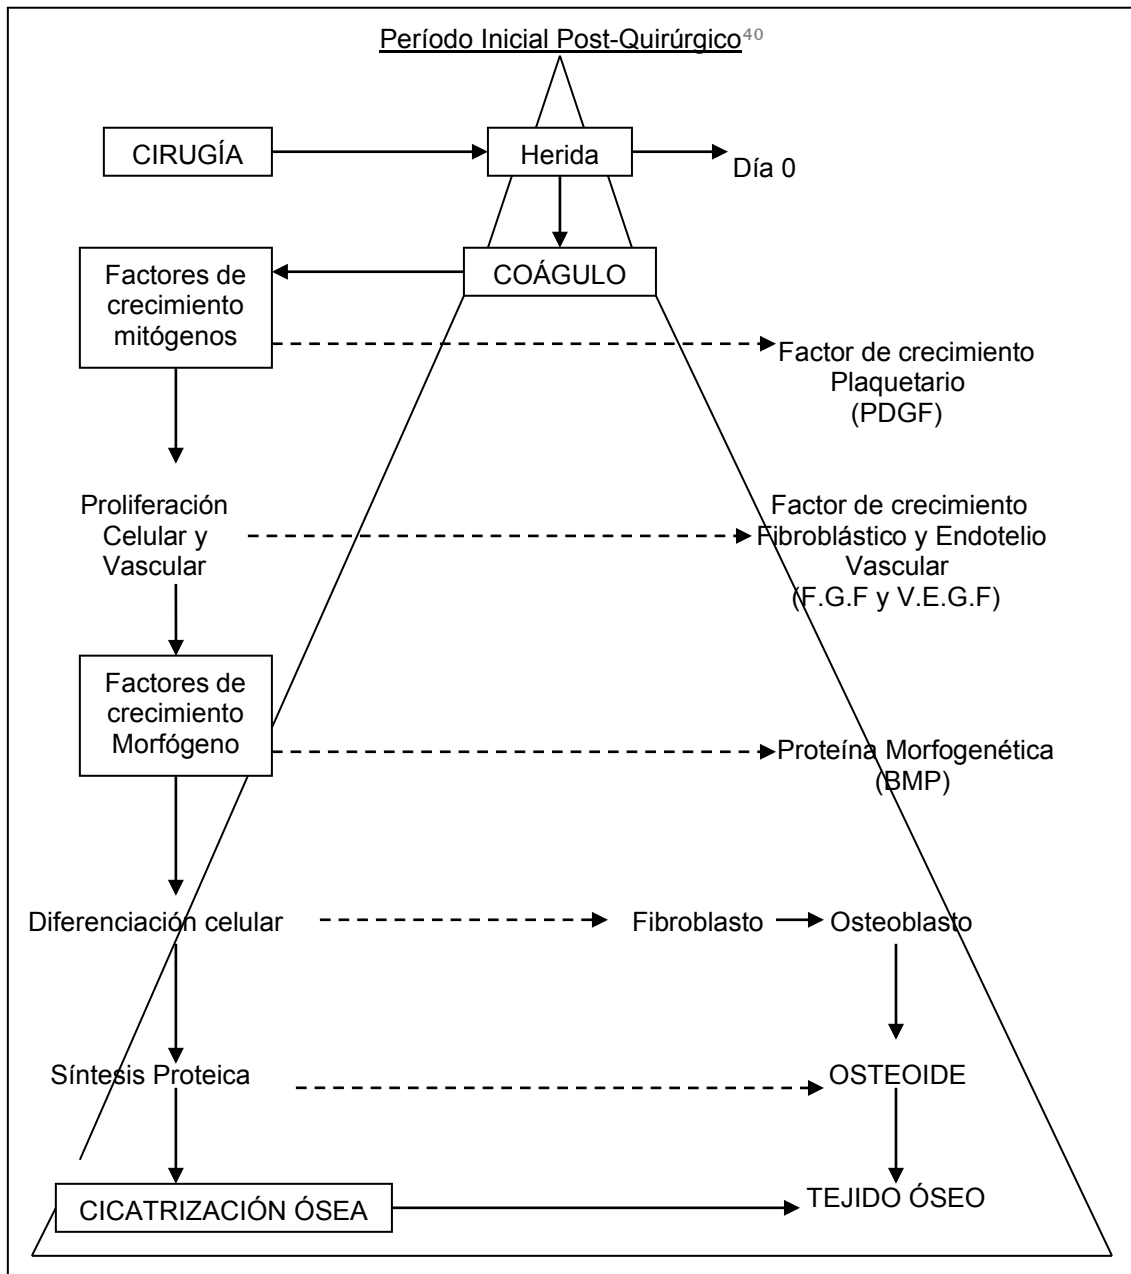 Período Inicial Post-Quirúrgico⁴⁰
CIRUGÍA
Herida
Día 0
COÁGULO
Factores de
crecimiento
mitógenos
Factor de crecimiento
Plaquetario
(PDGF)
Proliferación
Celular y
Vascular
Factor de crecimiento
Fibroblástico y Endotelio
Vascular
(F.G.F y V.E.G.F)
Factores de
crecimiento
Morfógeno
Proteína Morfogenética
(BMP)
Diferenciación celular
Fibroblasto
Osteoblasto
Síntesis Proteica
OSTEOIDE
CICATRIZACIÓN ÓSEA
TEJIDO ÓSEO